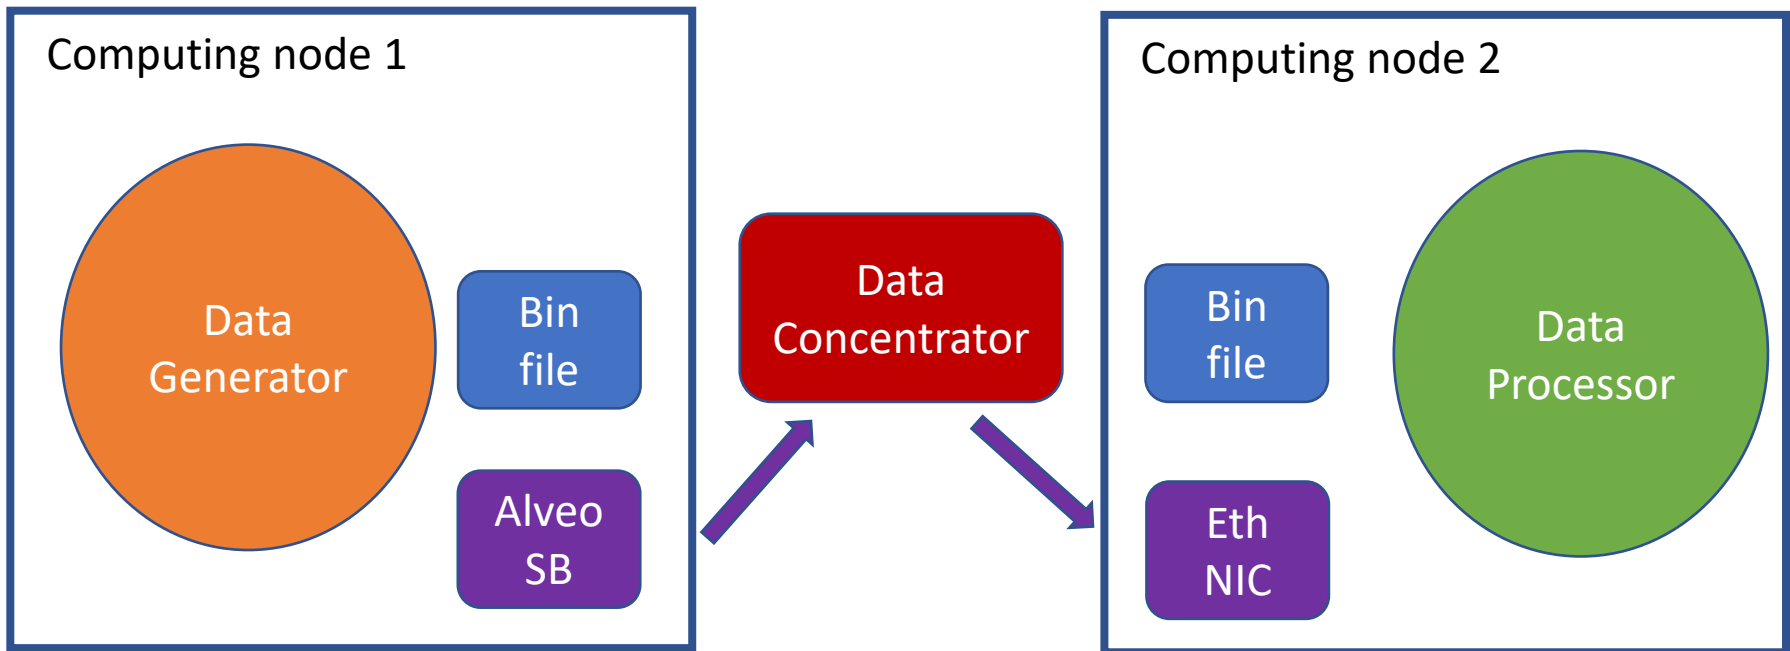 Computing node 1
Data
Generator
Bin
file
Alveo
SB
Data
Concentrator
Computing node 2
Bin
file
Eth
NIC
Data
Processor